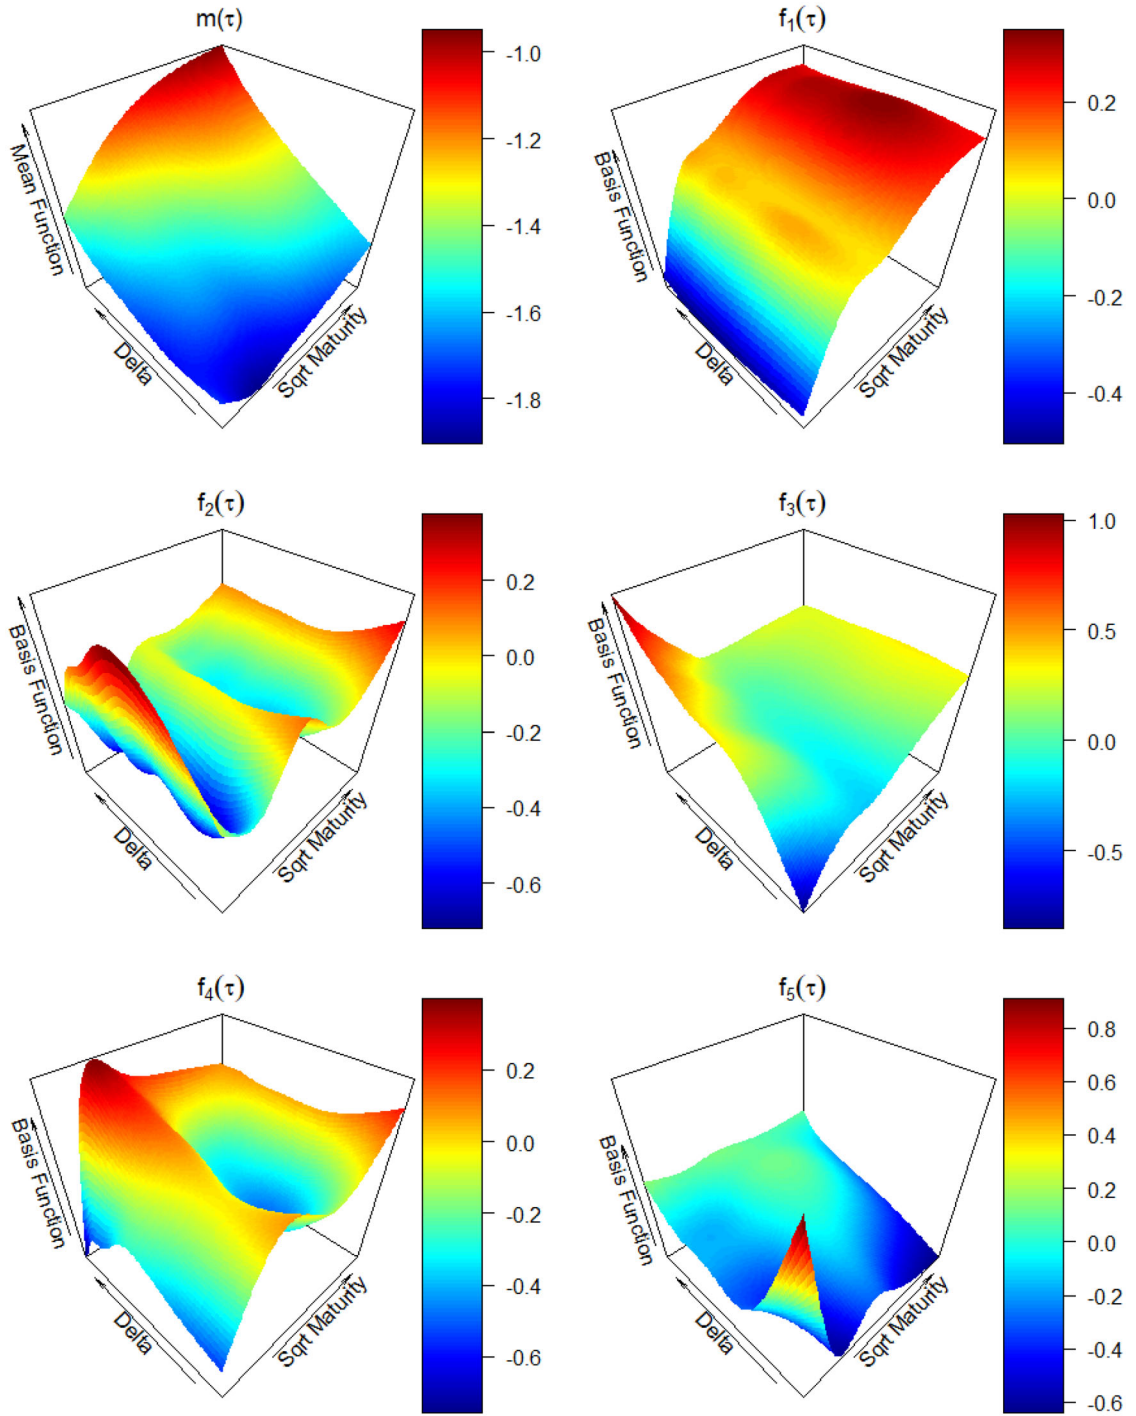 m(τ)
-1.0
-1.2
-1.4
-1.6
-1.8
Mean Function
Delta
Sqrt Maturity
f₁(τ)
0.2
0.0
-0.2
-0.4
Basis Function
Delta
Sqrt Maturity
f₂(τ)
0.2
0.0
-0.2
-0.4
-0.6
Basis Function
Delta
Sqrt Maturity
f₃(τ)
1.0
0.5
0.0
-0.5
Basis Function
Delta
Sqrt Maturity
f₄(τ)
0.2
0.0
-0.2
-0.4
-0.6
Basis Function
Delta
Sqrt Maturity
f₅(τ)
0.8
0.6
0.4
0.2
0.0
-0.2
-0.4
-0.6
Basis Function
Delta
Sqrt Maturity